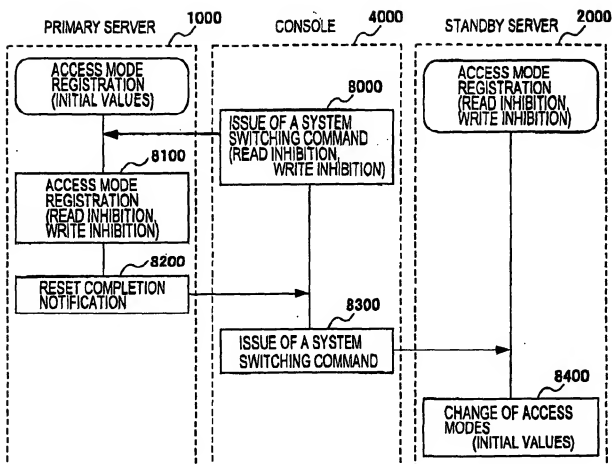 PRIMARY SERVER
1000
CONSOLE
4000
STANDBY SERVER
2000
ACCESS MODE
REGISTRATION
(INITIAL VALUES)
8000
ISSUE OF A SYSTEM
SWITCHING COMMAND
(READ INHIBITION,
WRITE INHIBITION)
ACCESS MODE
REGISTRATION
(READ INHIBITION,
WRITE INHIBITION)
8100
ACCESS MODE
REGISTRATION
(READ INHIBITION,
WRITE INHIBITION)
8200
RESET COMPLETION
NOTIFICATION
8300
ISSUE OF A SYSTEM
SWITCHING COMMAND
8400
CHANGE OF ACCESS
MODES
(INITIAL VALUES)